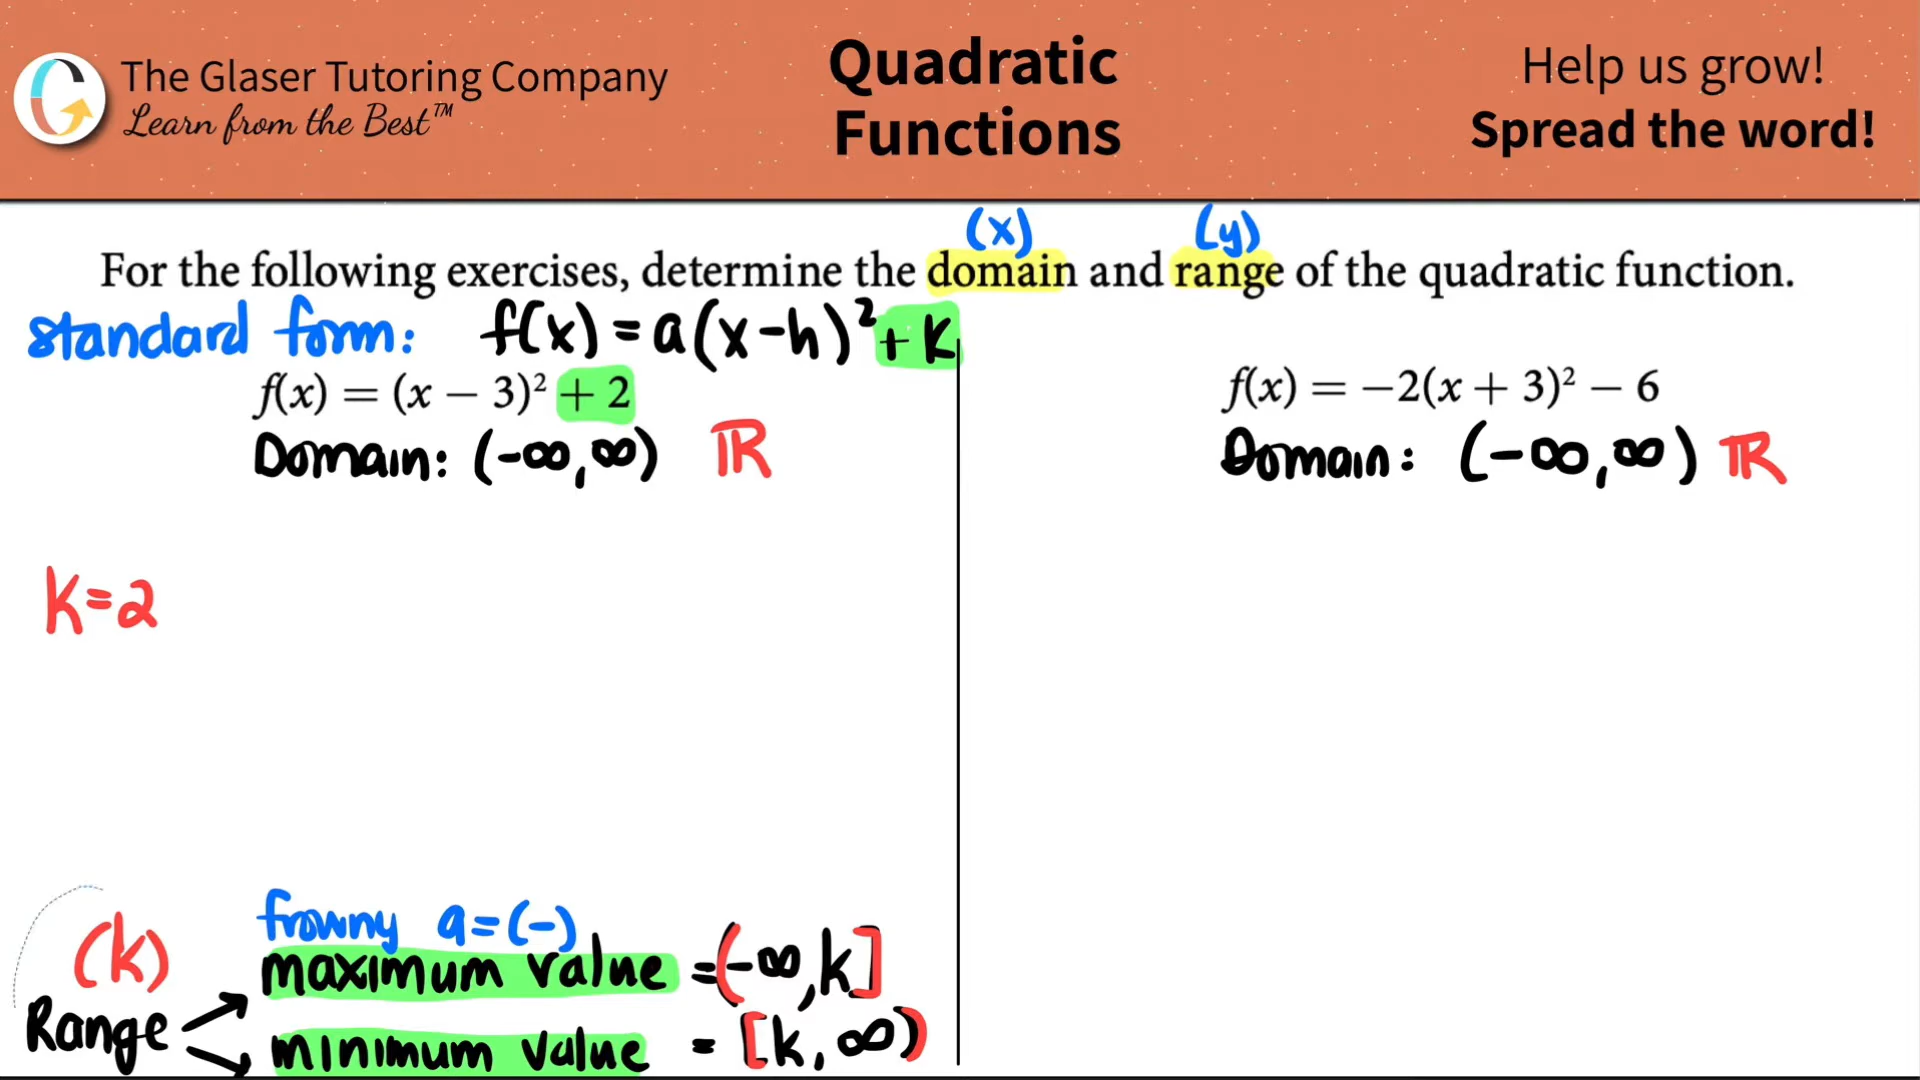 The Glaser Tutoring Company
Learn from the Best™
Quadratic
Functions
Help us grow!
Spread the word!
(x) (y)
For the following exercises, determine the domain and range of the quadratic function.
standard form: f(x) = a(x-h)² + k
f(x) = (x − 3)² + 2
Domain: (-∞,∞) ℝ
k=2
(k)
Range
frowny a=(-)
maximum value =(-∞,k]
minimum value = [k,∞)
f(x) = −2(x + 3)² − 6
Domain: (-∞,∞) ℝ